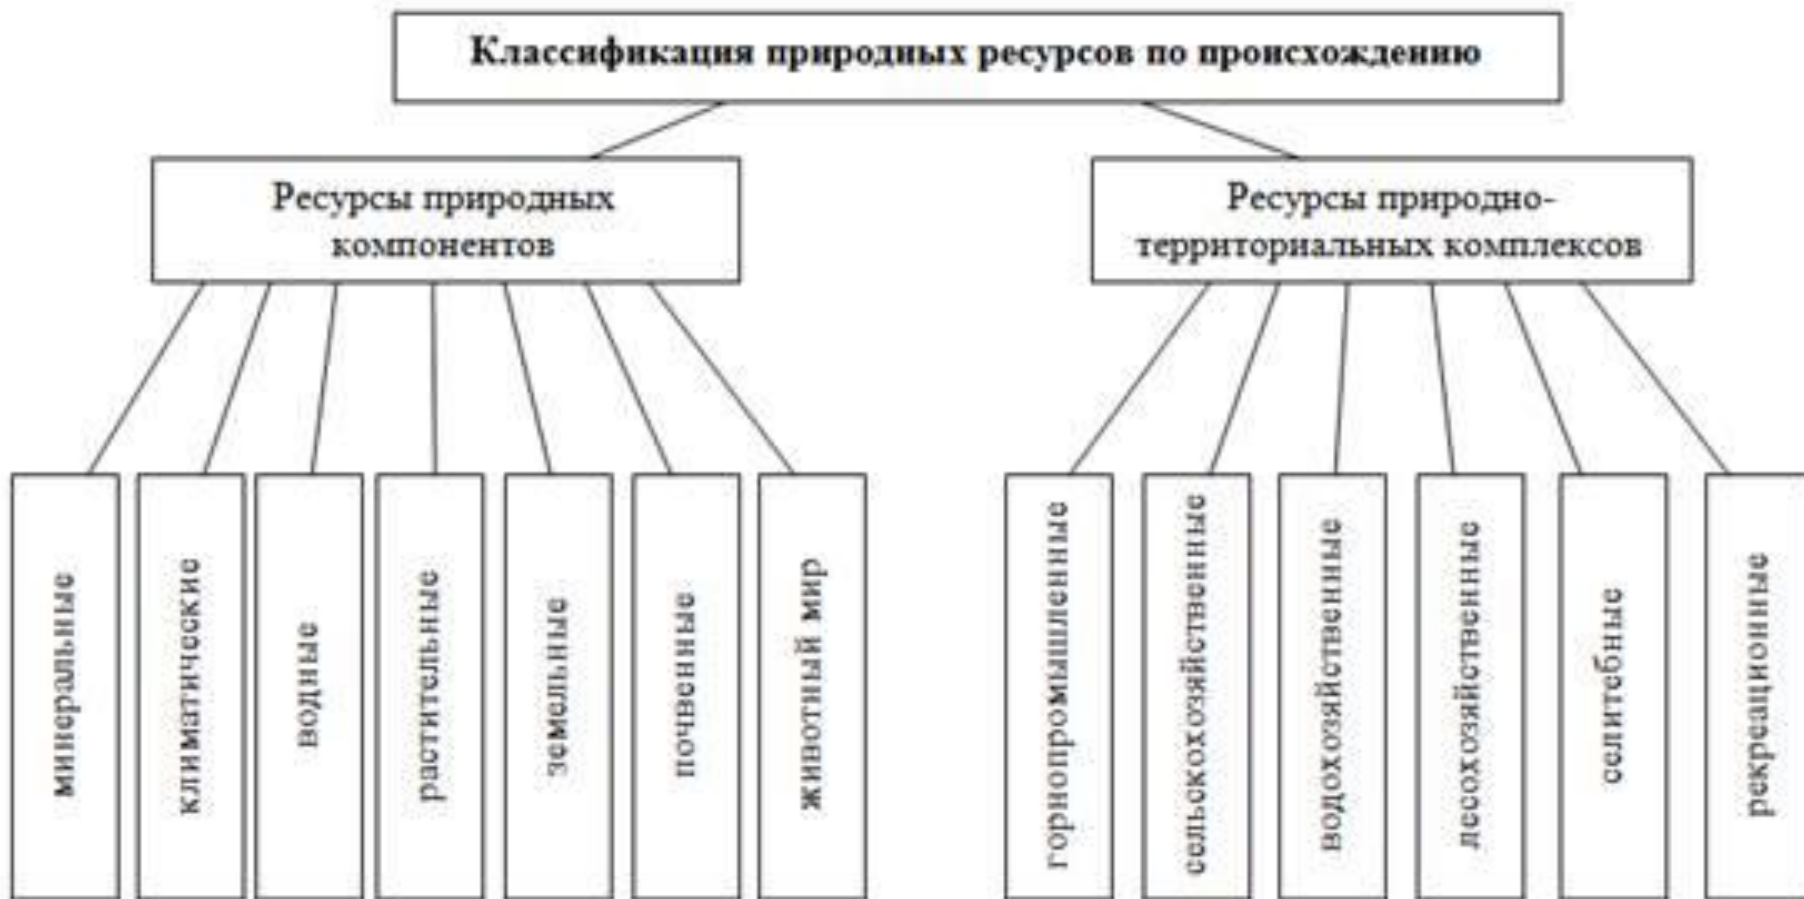 Классификация природных ресурсов по происхождению
Ресурсы природных
компонентов
Ресурсы природно-
территориальных комплексов
минеральные
климатические
водные
растительные
земельные
почвенные
животный мир
горнопромышленные
сельскохозяйственные
водохозяйственные
лесохозяйственные
селитебные
рекреационные